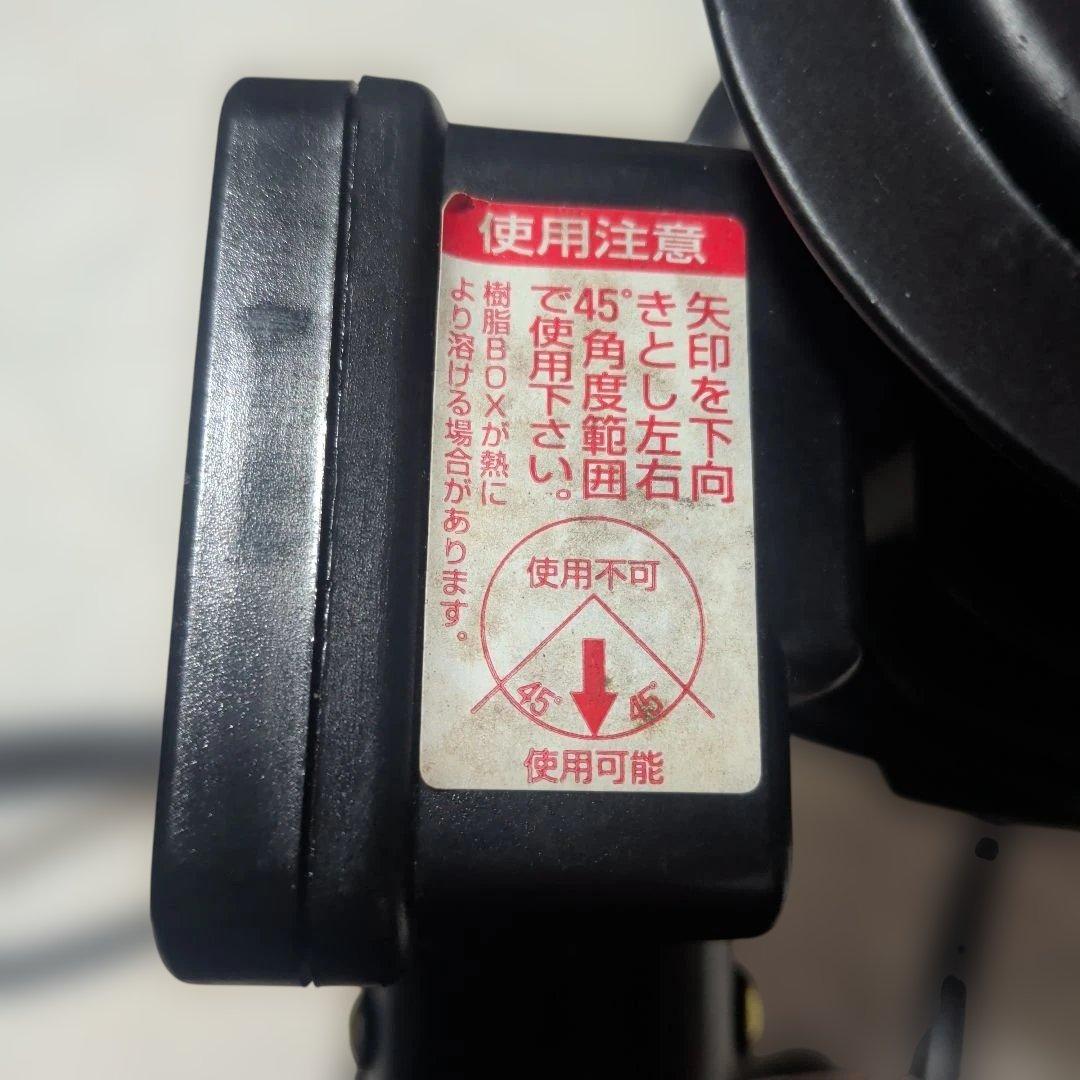 使用注意
矢印を下向
きとし左右
45°角度範囲
で使用下さい。
樹脂BOXが熱に
より溶ける場合があります。
使用不可
45°
45°
使用可能